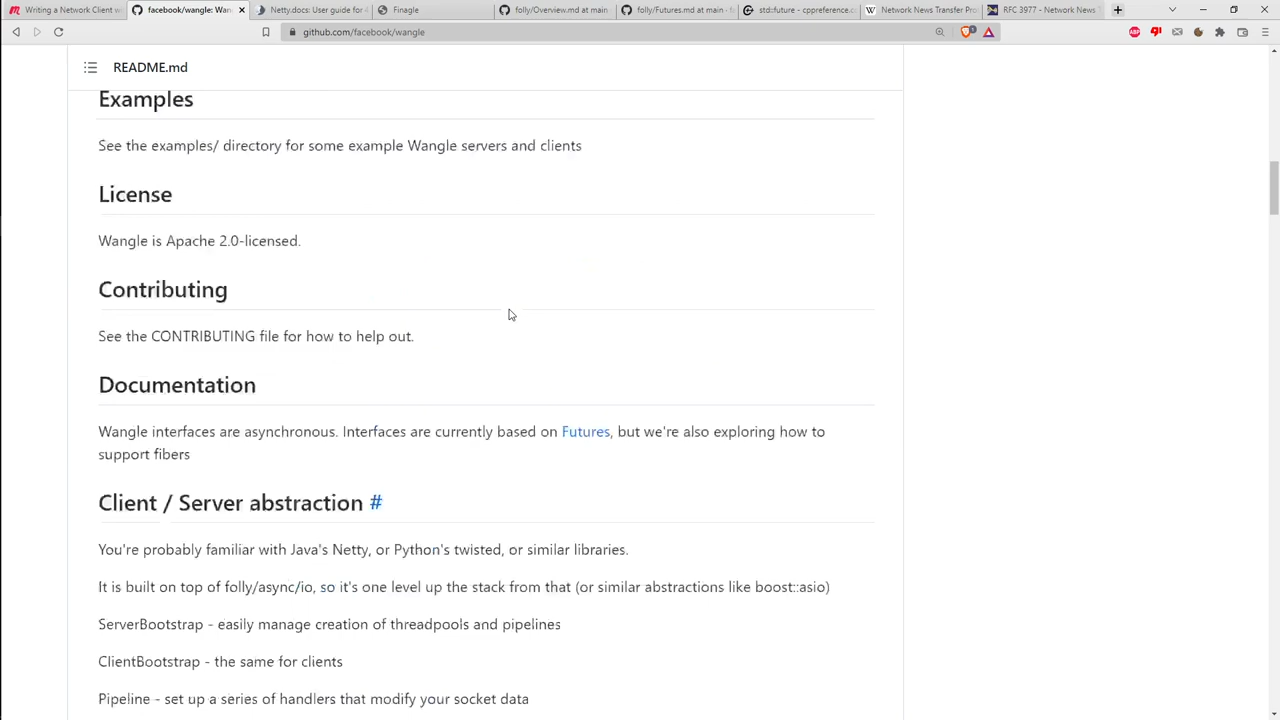 Writing a Network Client wi
facebook/wangle: Wan
Netty.docs: User guide for 4
Finagle
folly/Overview.md at main
folly/Futures.md at main · f
std::future - cppreference.c
Network News Transfer Pro
RFC 3977 - Network News T
github.com/facebook/wangle
README.md
Examples
See the examples/ directory for some example Wangle servers and clients
License
Wangle is Apache 2.0-licensed.
Contributing
See the CONTRIBUTING file for how to help out.
Documentation
Wangle interfaces are asynchronous. Interfaces are currently based on Futures, but we're also exploring how to
support fibers
Client / Server abstraction #
You're probably familiar with Java's Netty, or Python's twisted, or similar libraries.
It is built on top of folly/async/io, so it's one level up the stack from that (or similar abstractions like boost::asio)
ServerBootstrap - easily manage creation of threadpools and pipelines
ClientBootstrap - the same for clients
Pipeline - set up a series of handlers that modify your socket data